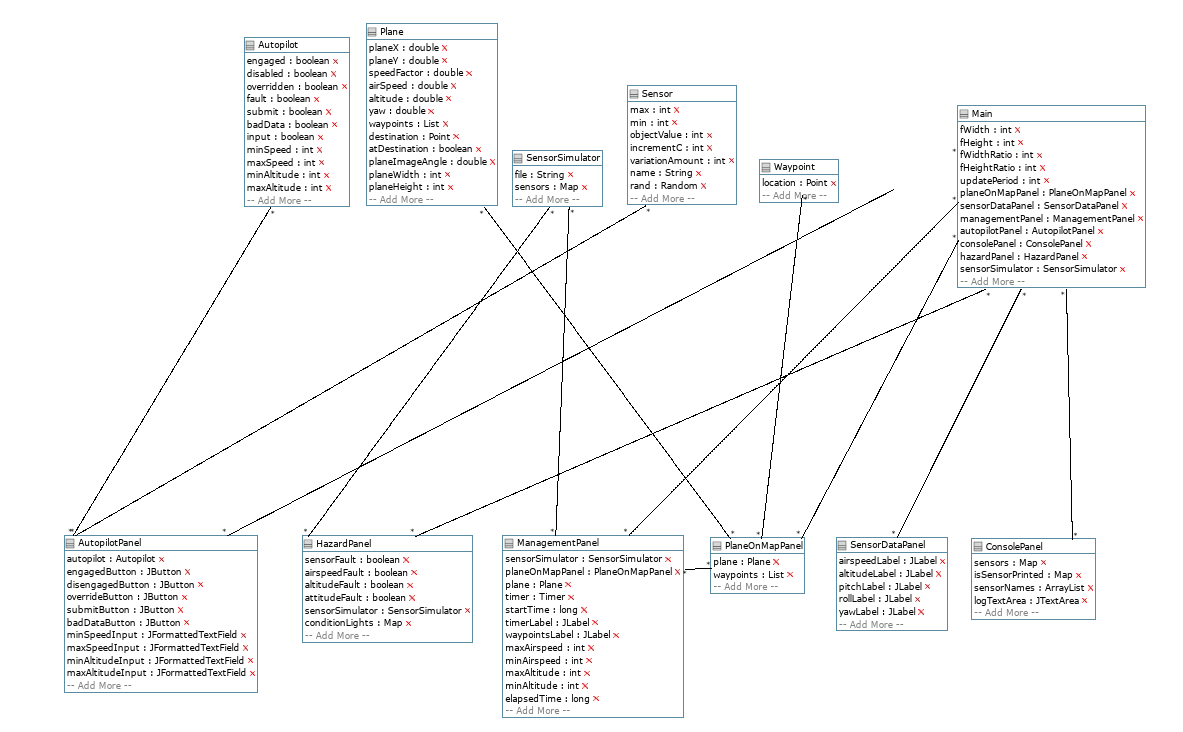 Autopilot
engaged : boolean x
disabled : boolean x
overridden : boolean x
fault : boolean x
submit : boolean x
badData : boolean x
input : boolean x
minSpeed : int x
maxSpeed : int x
minAltitude : int x
maxAltitude : int x
-- Add More --
Plane
planeX : double x
planeY : double x
speedFactor : double x
airSpeed : double x
altitude : double x
yaw : double x
waypoints : List x
destination : Point x
atDestination : boolean x
planeImageAngle : double x
planeWidth : int x
planeHeight : int x
-- Add More --
SensorSimulator
file : String x
sensors : Map x
-- Add More --
Sensor
max : int x
min : int x
objectValue : int x
incrementC : int x
variationAmount : int x
name : String x
rand : Random x
-- Add More --
Waypoint
location : Point x
-- Add More --
Main
fWidth : int x
fHeight : int x
fWidthRatio : int x
fHeightRatio : int x
updatePeriod : int x
planeOnMapPanel : PlaneOnMapPanel x
sensorDataPanel : SensorDataPanel x
managementPanel : ManagementPanel x
autopilotPanel : AutopilotPanel x
consolePanel : ConsolePanel x
hazardPanel : HazardPanel x
sensorSimulator : SensorSimulator x
-- Add More --
AutopilotPanel
autopilot : Autopilot x
engagedButton : JButton x
disengagedButton : JButton x
overrideButton : JButton x
submitButton : JButton x
badDataButton : JButton x
minSpeedInput : JFormattedTextField x
maxSpeedInput : JFormattedTextField x
minAltitudeInput : JFormattedTextField x
maxAltitudeInput : JFormattedTextField x
-- Add More --
HazardPanel
sensorFault : boolean x
airspeedFault : boolean x
altitudeFault : boolean x
attitudeFault : boolean x
sensorSimulator : SensorSimulator x
conditionLights : Map x
-- Add More --
ManagementPanel
sensorSimulator : SensorSimulator x
planeOnMapPanel : PlaneOnMapPanel x
plane : Plane x
timer : Timer x
startTime : long x
timerLabel : JLabel x
waypointsLabel : JLabel x
maxAirspeed : int x
minAirspeed : int x
maxAltitude : int x
minAltitude : int x
elapsedTime : long x
-- Add More --
PlaneOnMapPanel
plane : Plane x
waypoints : List x
-- Add More --
SensorDataPanel
airspeedLabel : JLabel x
altitudeLabel : JLabel x
pitchLabel : JLabel x
rollLabel : JLabel x
yawLabel : JLabel x
-- Add More --
ConsolePanel
sensors : Map x
isSensorPrinted : Map x
sensorNames : ArrayList x
logTextArea : JTextArea x
-- Add More --